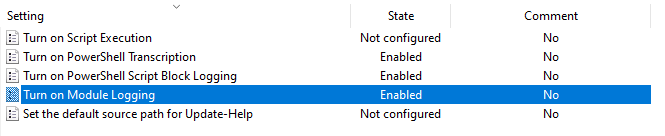 Setting State Comment
Turn on Script Execution Not configured No
Turn on PowerShell Transcription Enabled No
Turn on PowerShell Script Block Logging Enabled No
Turn on Module Logging Enabled No
Set the default source path for Update-Help Not configured No